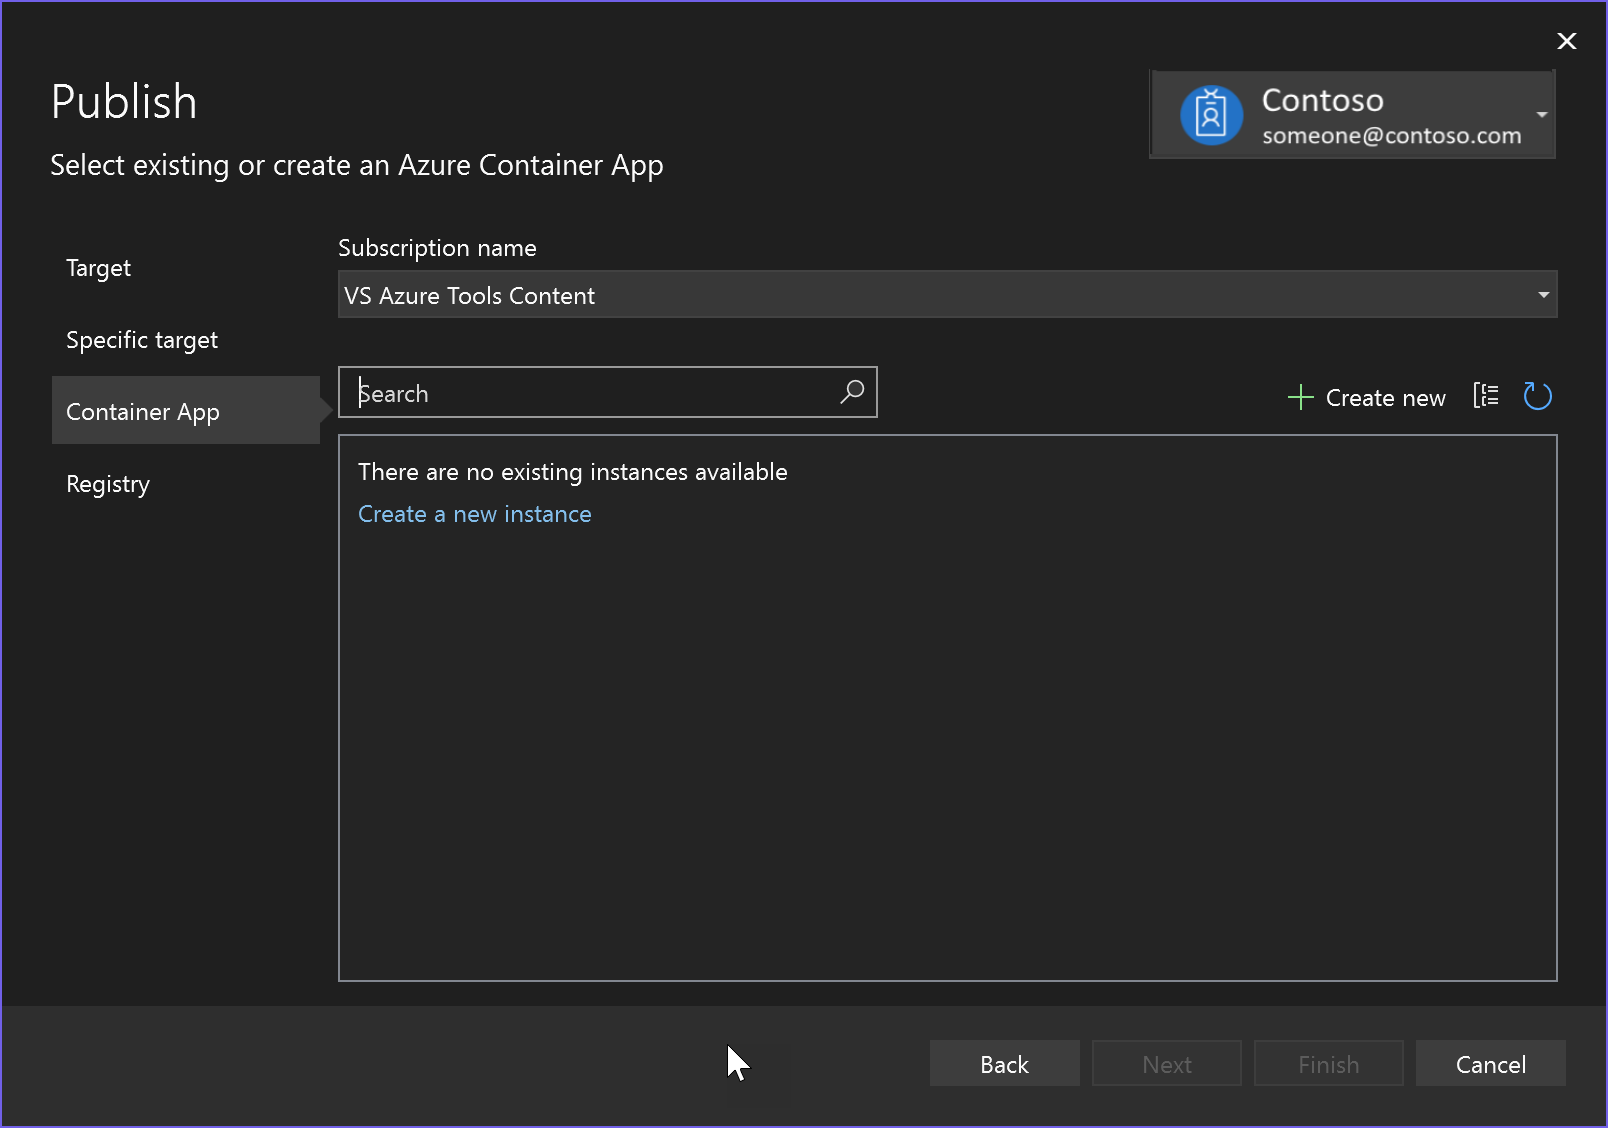 Publish
Select existing or create an Azure Container App
Contoso
someone@contoso.com
Target
Specific target
Container App
Registry
Subscription name
VS Azure Tools Content
Search
Create new
There are no existing instances available
Create a new instance
Back
Next
Finish
Cancel